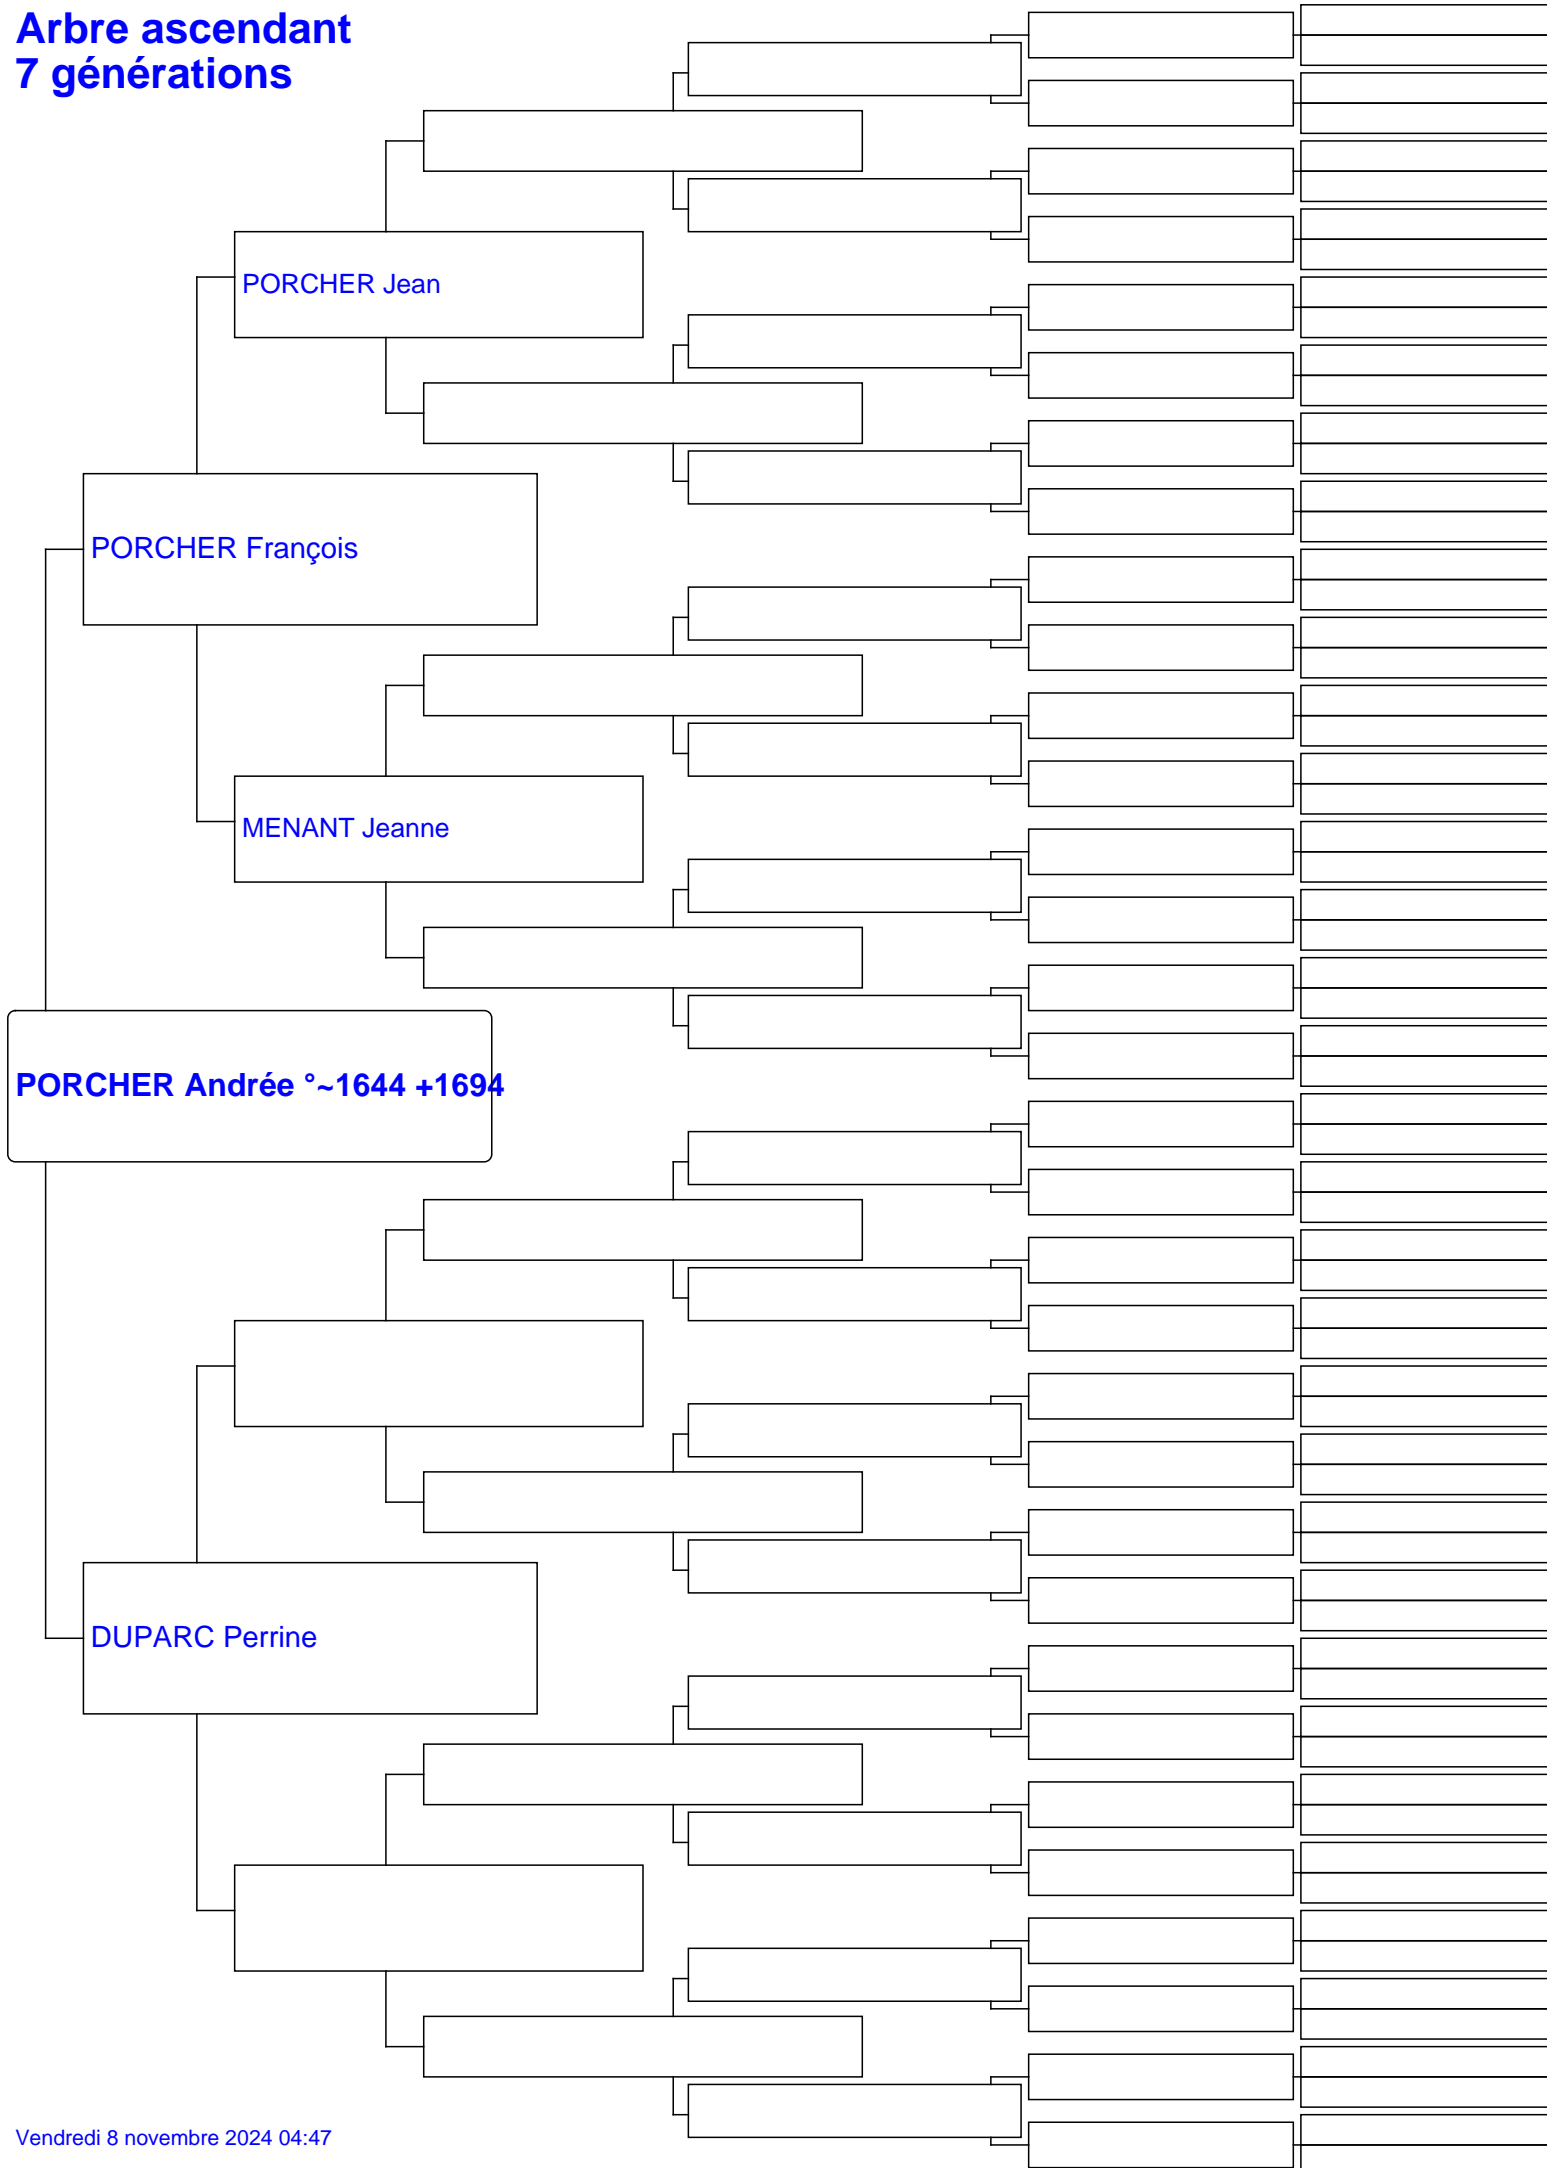 Arbre ascendant
7 générations
PORCHER Jean
PORCHER François
MENANT Jeanne
PORCHER Andrée °~1644 +1694
DUPARC Perrine
Vendredi 8 novembre 2024 04:47